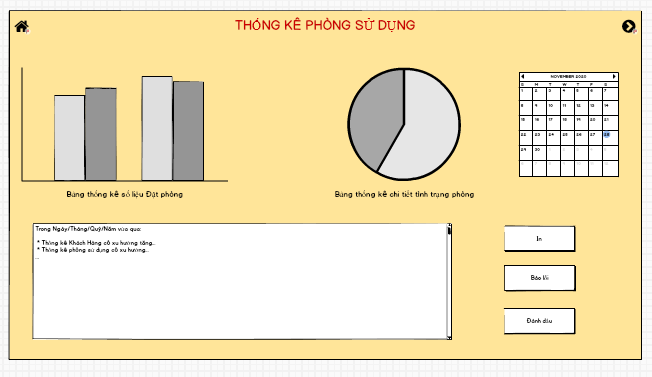 THỐNG KÊ PHÒNG SỬ DỤNG
NOVEMBER 2020
S M T W T F S
1 2 3 4 5 6 7
8 9 10 11 12 13 14
15 16 17 18 19 20 21
22 23 24 25 26 27 28
29 30
Bảng thống kê số liệu Đặt phòng
Bảng thống kê chi tiết tình trạng phòng
Trong Ngày/Tháng/Quý/Năm vừa qua:
* Thống kê Khách Hàng có xu hướng tăng...
* Thống kê phòng sử dụng có xu hướng...
...
In
Báo lỗi
Đánh dấu